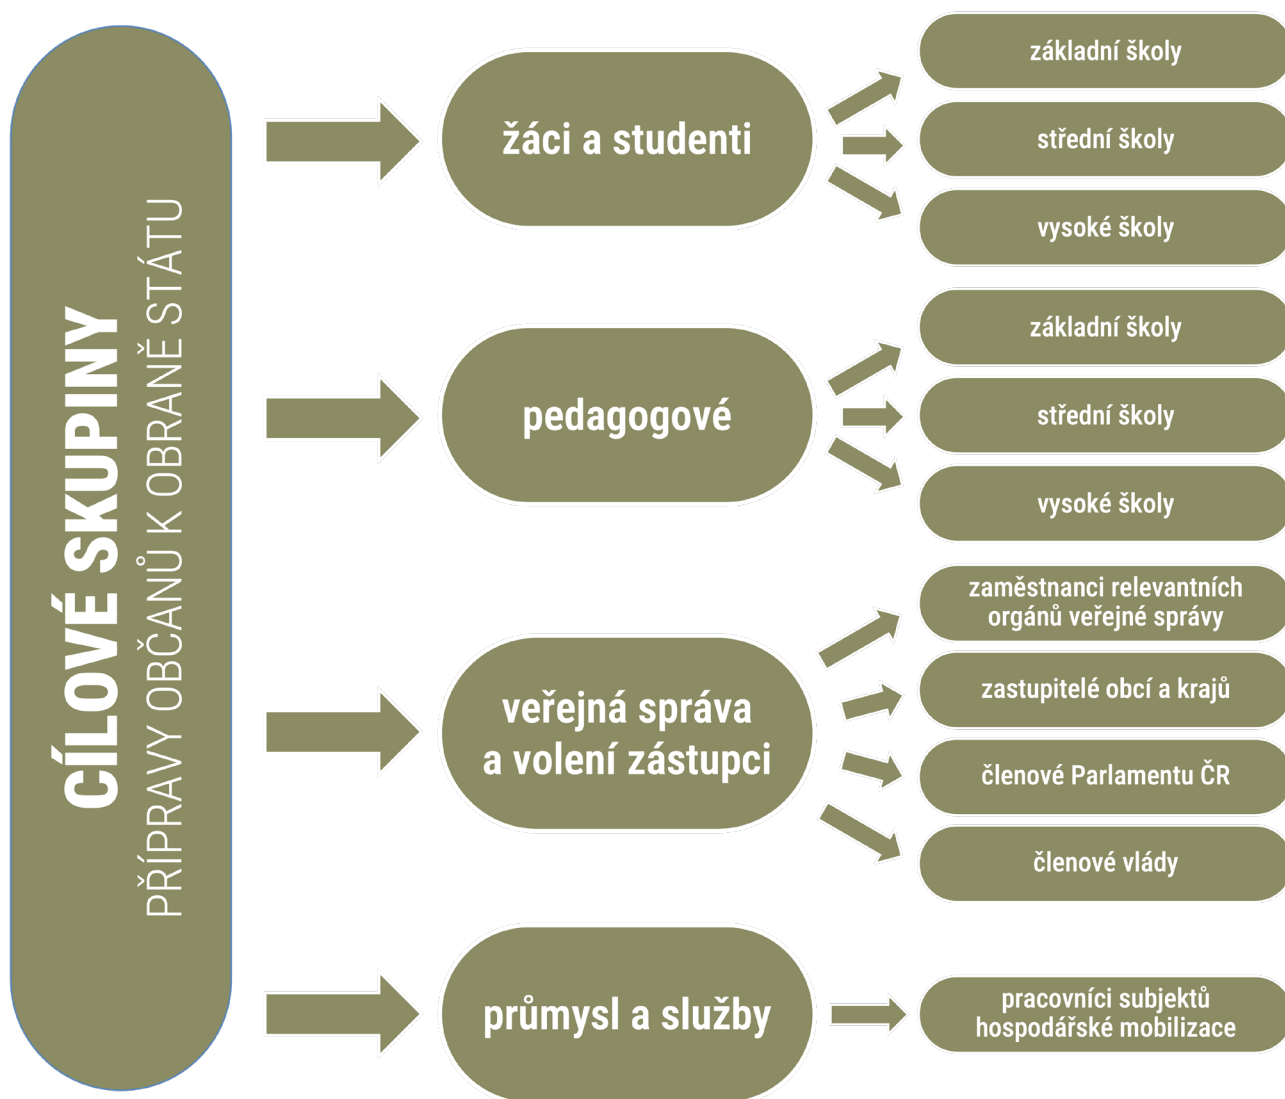 CÍLOVÉ SKUPINY
PŘÍPRAVY OBČANŮ K OBRANĚ STÁTU
žáci a studenti
základní školy
střední školy
vysoké školy
pedagogové
základní školy
střední školy
vysoké školy
veřejná správa
a volení zástupci
zaměstnanci relevantních
orgánů veřejné správy
zastupitelé obcí a krajů
členové Parlamentu ČR
členové vlády
průmysl a služby
pracovníci subjektů
hospodářské mobilizace